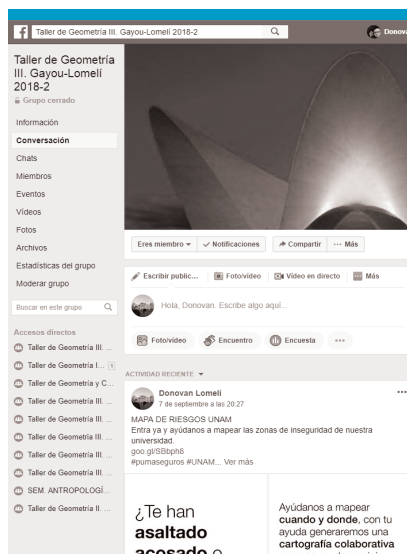 f
Taller de Geometría III. Gayou-Lomelí 2018-2
Donova
Taller de Geometría
III. Gayou-Lomelí
2018-2
Grupo cerrado
Información
Conversación
Chats
Miembros
Eventos
Vídeos
Fotos
Archivos
Estadísticas del grupo
Moderar grupo
Buscar en este grupo
Accesos directos
Taller de Geometría III. ...
Taller de Geometría I... 1
Taller de Geometría y C...
Taller de Geometría III. ...
Taller de Geometría III. ...
Taller de Geometría III. ...
Taller de Geometría III. ...
Taller de Geometría III. ...
SEM. ANTROPOLOGÍ...
Taller de Geometría II. ...
Eres miembro
Notificaciones
Compartir
Más
Escribir public...
Foto/vídeo
Vídeo en directo
Más
Hola, Donovan. Escribe algo aquí...
Foto/vídeo
Encuentro
Encuesta
ACTIVIDAD RECIENTE
Donovan Lomelí
7 de septiembre a las 20:27
MAPA DE RIESGOS UNAM
Entra ya y ayúdanos a mapear las zonas de inseguridad de nuestra
universidad.
goo.gl/SBbph8
#pumaseguros #UNAM... Ver más
¿Te han
asaltado
acosado o
Ayúdanos a mapear
cuando y donde, con tu
ayuda generaremos una
cartografía colaborativa